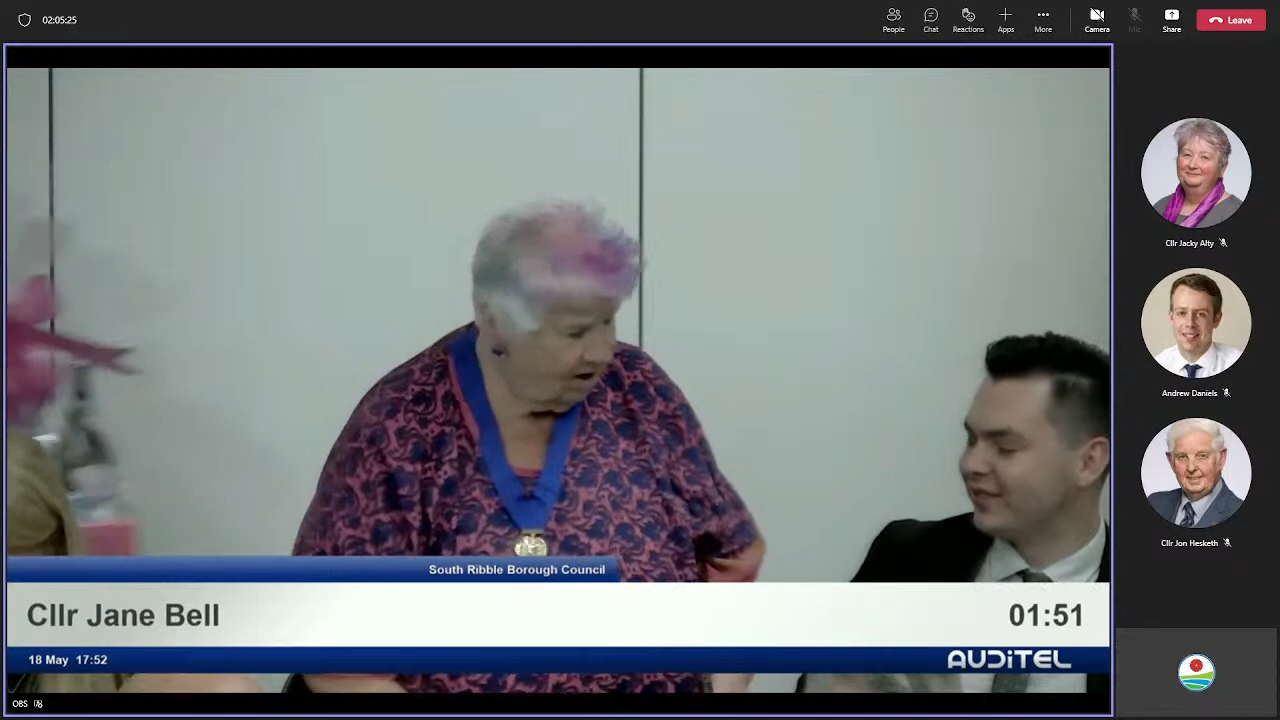 02:05:25
People
Chat
Reactions
Apps
More
Camera
Mic
Share
Leave
Cllr Jacky Alty
Andrew Daniels
Cllr Jon Hesketh
South Ribble Borough Council
Cllr Jane Bell
01:51
18 May 17:52
AUDiTEL
OBS